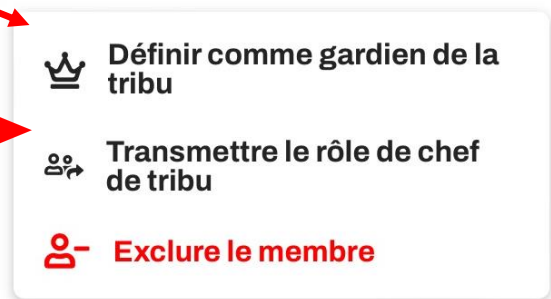 Définir comme gardien de la
tribu
Transmettre le rôle de chef
de tribu
Exclure le membre